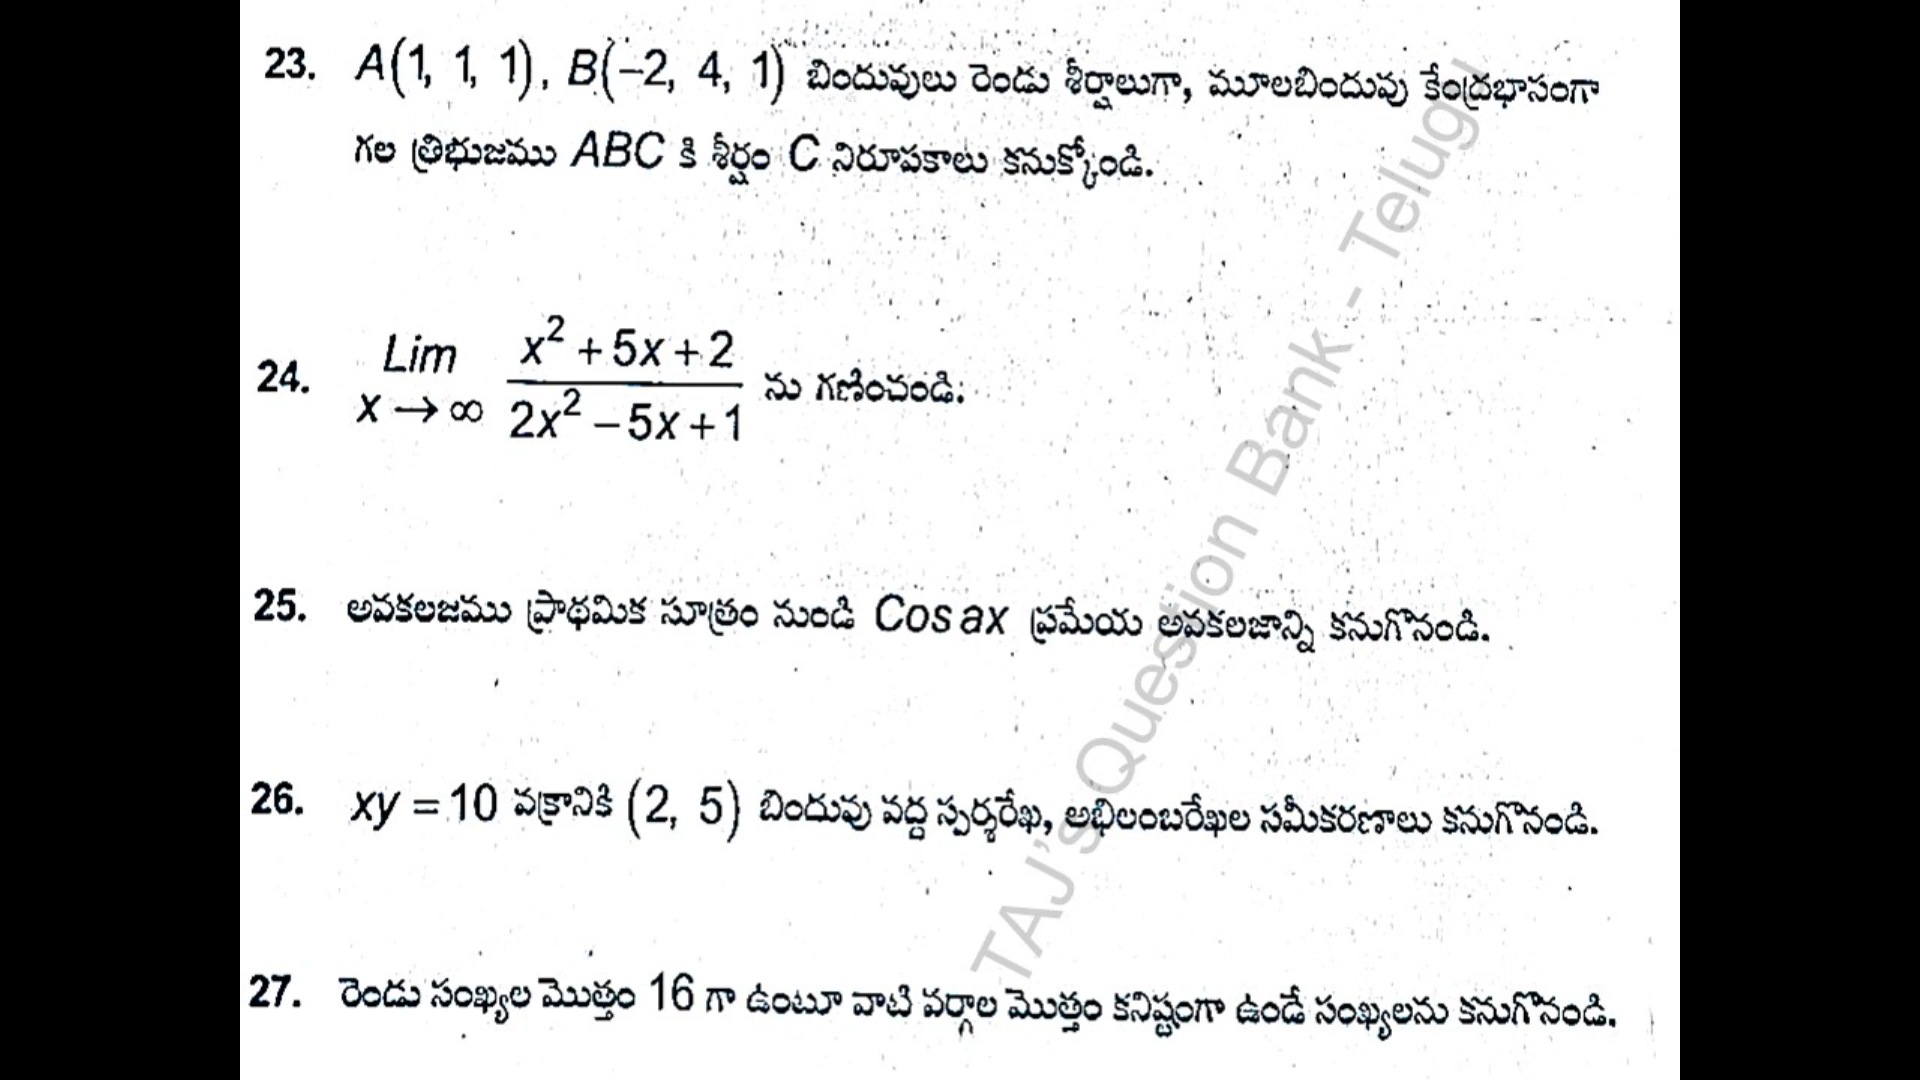 23. A(1, 1, 1), B(–2, 4, 1) బిందువులు రెండు శీర్షాలుగా, మూలబిందువు కేంద్రభాసంగా
గల త్రిభుజము ABC కి శీర్షం C నిరూపకాలు కనుక్కోండి.
24. Lim x → ∞ (x² + 5x + 2)/(2x² – 5x + 1) ను గణించండి.
25. అవకలజము ప్రాథమిక సూత్రం నుండి Cos ax ప్రమేయ అవకలజాన్ని కనుగొనండి.
26. xy = 10 వక్రానికి (2, 5) బిందువు వద్ద స్పర్శరేఖ, అభిలంబరేఖల సమీకరణాలు కనుగొనండి.
27. రెండు సంఖ్యల మొత్తం 16 గా ఉంటూ వాటి వర్గాల మొత్తం కనిష్టంగా ఉండే సంఖ్యలను కనుగొనండి.
TAJ's Question Bank - Telugu